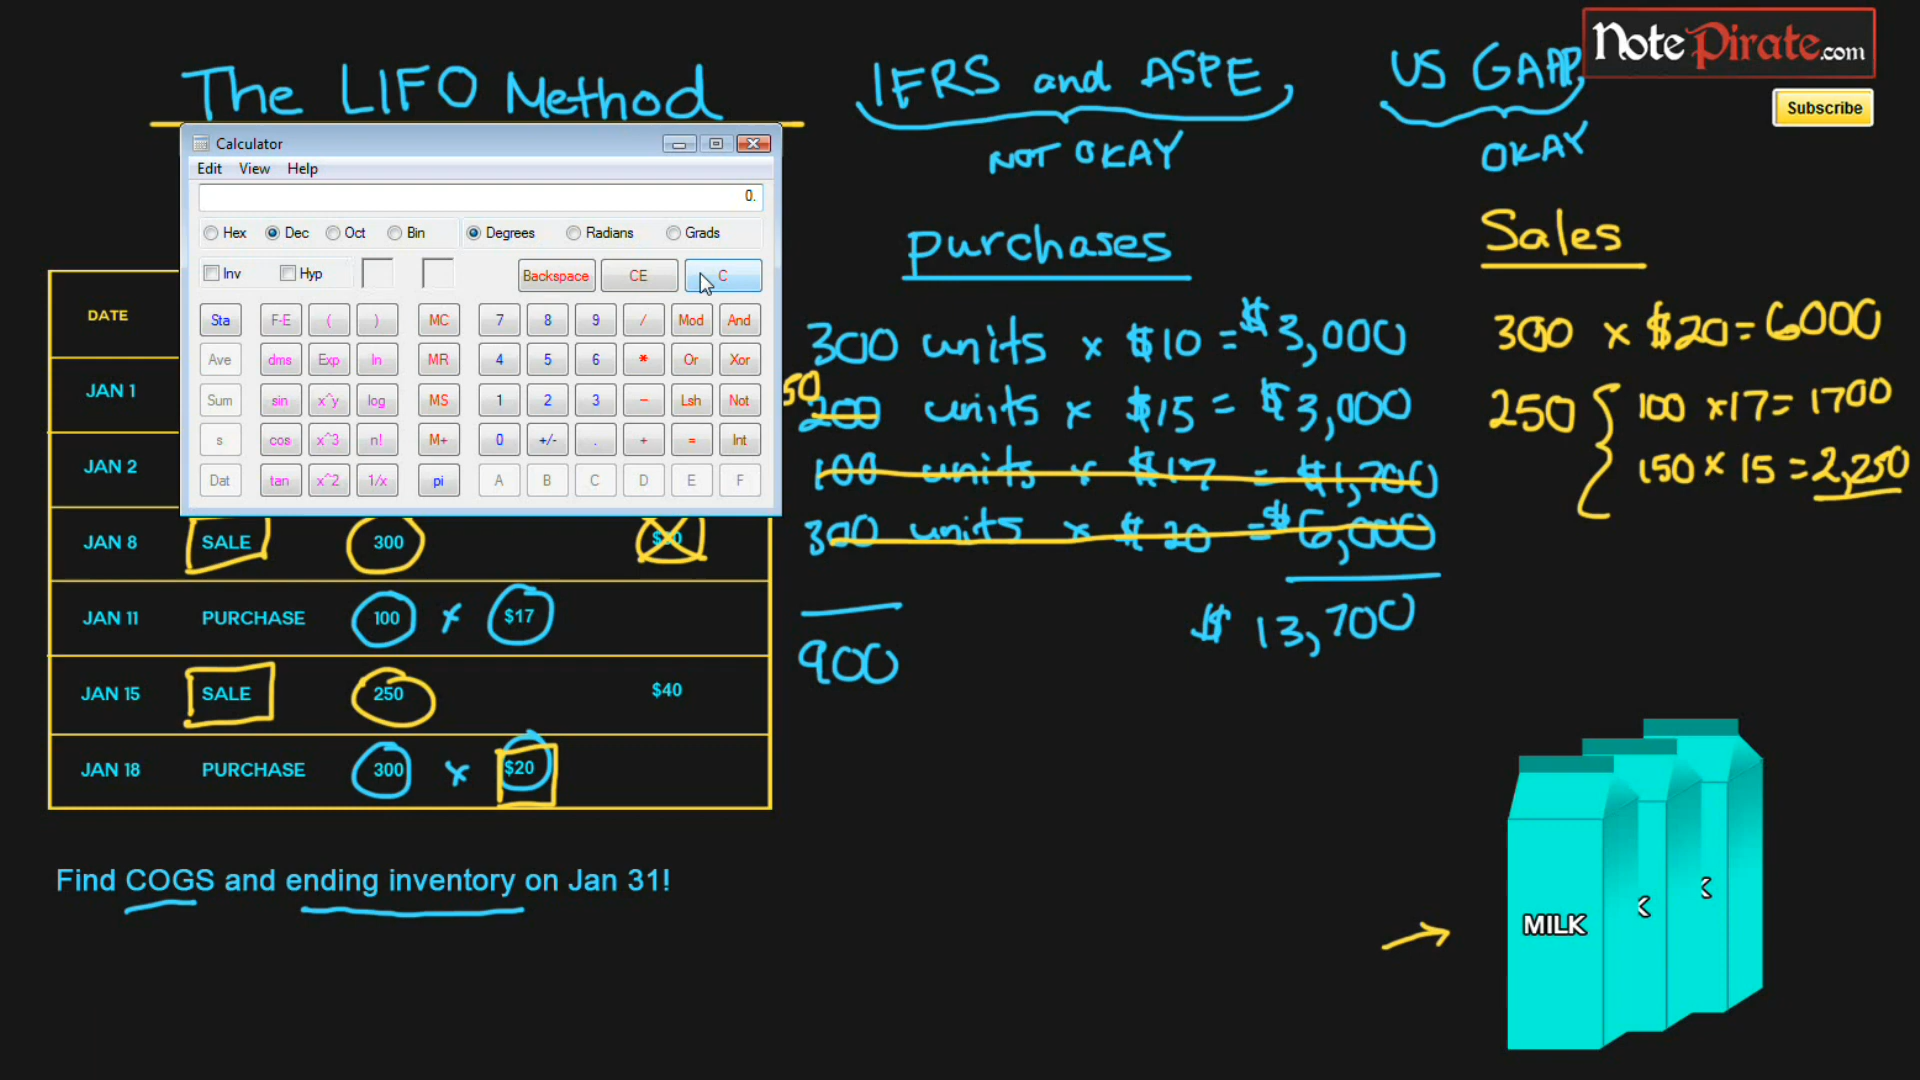 The LIFO Method
IFRS and ASPE,
NOT OKAY
US GAAP
OKAY
NotePirate.com
Subscribe
Calculator
Edit View Help
0.
Hex Dec Oct Bin Degrees Radians Grads
Inv Hyp Backspace CE C
Sta F-E ( ) MC 7 8 9 / Mod And
Ave dms Exp ln MR 4 5 6 * Or Xor
Sum sin x^y log MS 1 2 3 - Lsh Not
s cos x^3 n! M+ 0 +/- . + = Int
Dat tan x^2 1/x pi A B C D E F
DATE
JAN 1
JAN 2
JAN 8 SALE 300
JAN 11 PURCHASE 100 x $17
JAN 15 SALE 250 $40
JAN 18 PURCHASE 300 x $20
Find COGS and ending inventory on Jan 31!
purchases
300 units x $10 = $3,000
50
200 units x $15 = $3,000
100 units x $17 = $1,700
300 units x $20 = $6,000
900 $ 13,700
Sales
300 x $20 = 6000
250 { 100 x 17 = 1700
150 x 15 = 2,250
MILK
K
K